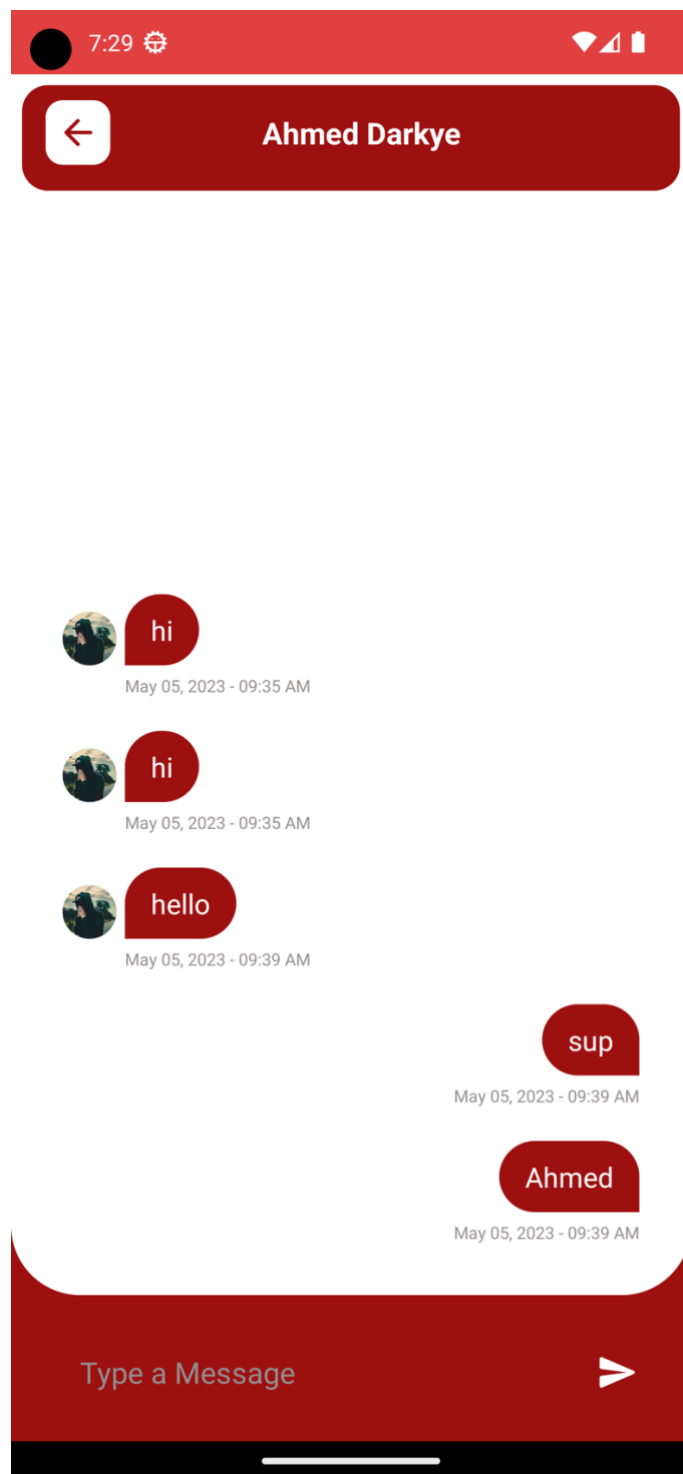 7:29
Ahmed Darkye
hi
May 05, 2023 - 09:35 AM
hi
May 05, 2023 - 09:35 AM
hello
May 05, 2023 - 09:39 AM
sup
May 05, 2023 - 09:39 AM
Ahmed
May 05, 2023 - 09:39 AM
Type a Message